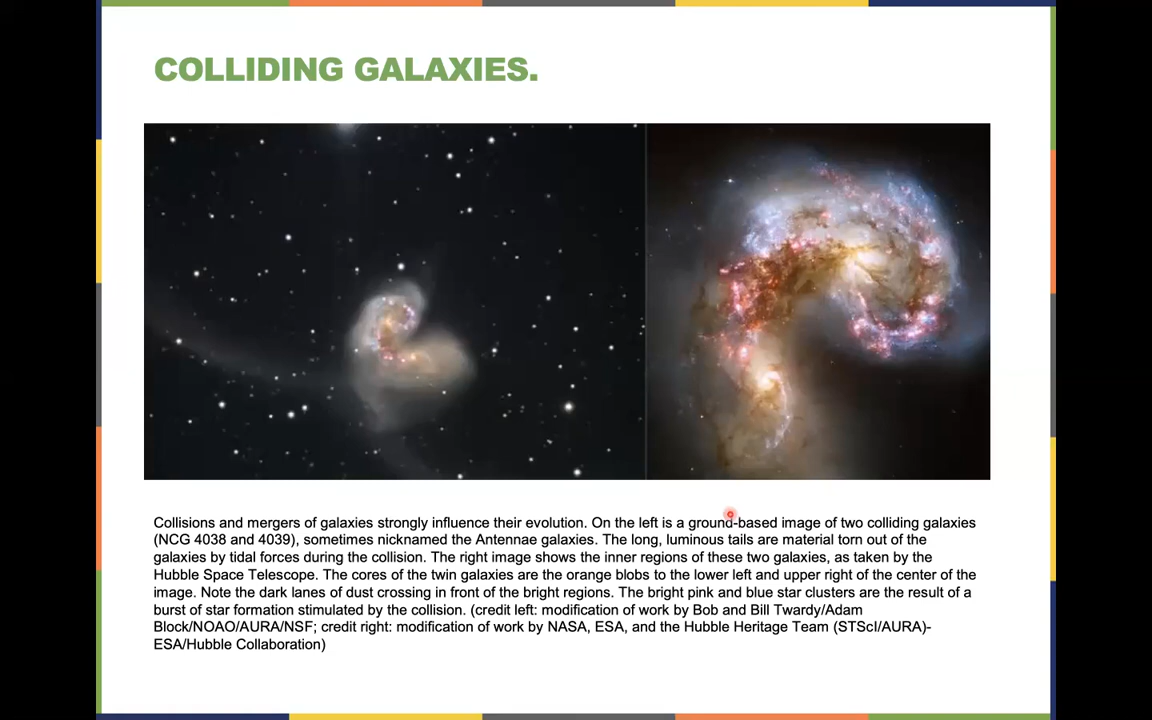 COLLIDING GALAXIES.
Collisions and mergers of galaxies strongly influence their evolution. On the left is a ground-based image of two colliding galaxies
(NCG 4038 and 4039), sometimes nicknamed the Antennae galaxies. The long, luminous tails are material torn out of the
galaxies by tidal forces during the collision. The right image shows the inner regions of these two galaxies, as taken by the
Hubble Space Telescope. The cores of the twin galaxies are the orange blobs to the lower left and upper right of the center of the
image. Note the dark lanes of dust crossing in front of the bright regions. The bright pink and blue star clusters are the result of a
burst of star formation stimulated by the collision. (credit left: modification of work by Bob and Bill Twardy/Adam
Block/NOAO/AURA/NSF; credit right: modification of work by NASA, ESA, and the Hubble Heritage Team (STScI/AURA)-
ESA/Hubble Collaboration)